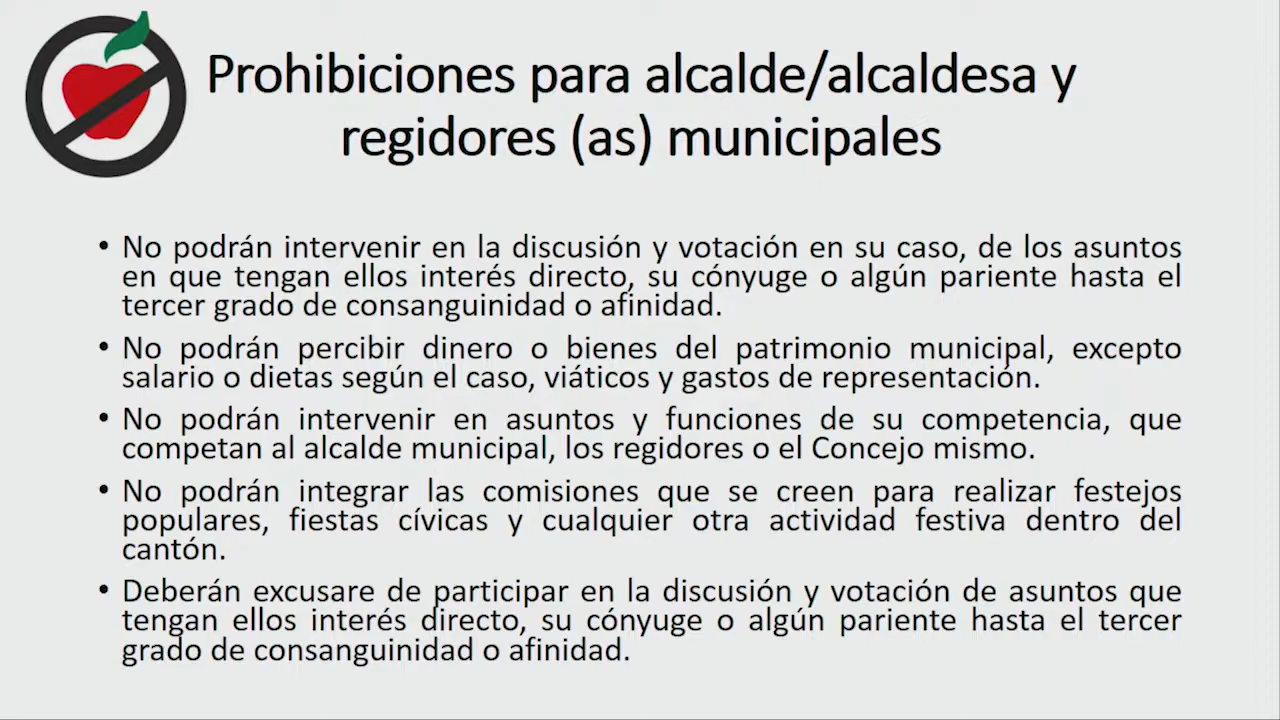 Prohibiciones para alcalde/alcaldesa y
regidores (as) municipales
• No podrán intervenir en la discusión y votación en su caso, de los asuntos
en que tengan ellos interés directo, su cónyuge o algún pariente hasta el
tercer grado de consanguinidad o afinidad.
• No podrán percibir dinero o bienes del patrimonio municipal, excepto
salario o dietas según el caso, viáticos y gastos de representación.
• No podrán intervenir en asuntos y funciones de su competencia, que
competan al alcalde municipal, los regidores o el Concejo mismo.
• No podrán integrar las comisiones que se creen para realizar festejos
populares, fiestas cívicas y cualquier otra actividad festiva dentro del
cantón.
• Deberán excusare de participar en la discusión y votación de asuntos que
tengan ellos interés directo, su cónyuge o algún pariente hasta el tercer
grado de consanguinidad o afinidad.